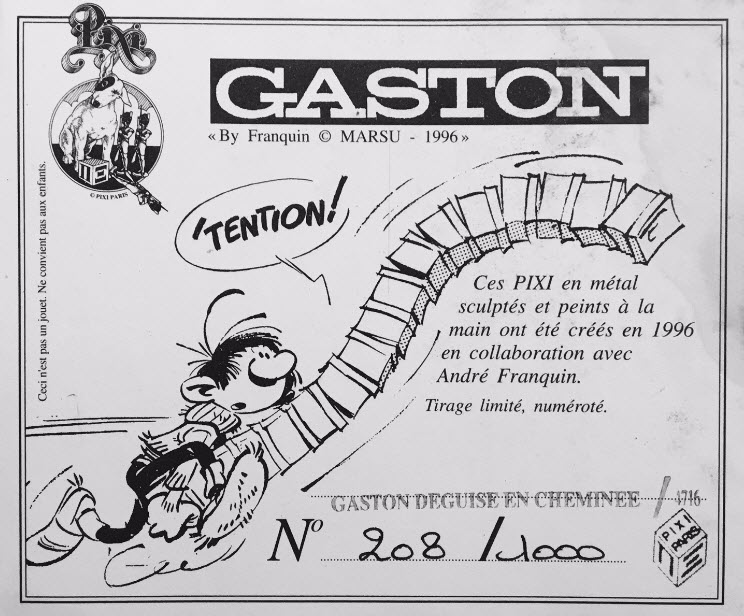 Pixi
© PIXI PARIS
GASTON
« By Franquin © MARSU - 1996 »
Ceci n'est pas un jouet. Ne convient pas aux enfants.
'TENTION!
Ces PIXI en métal
sculptés et peints à la
main ont été créés en 1996
en collaboration avec
André Franquin.
Tirage limité, numéroté.
GASTON DEGUISE EN CHEMINEE / 4716
N° 208 / 1000
PIXI
PARIS